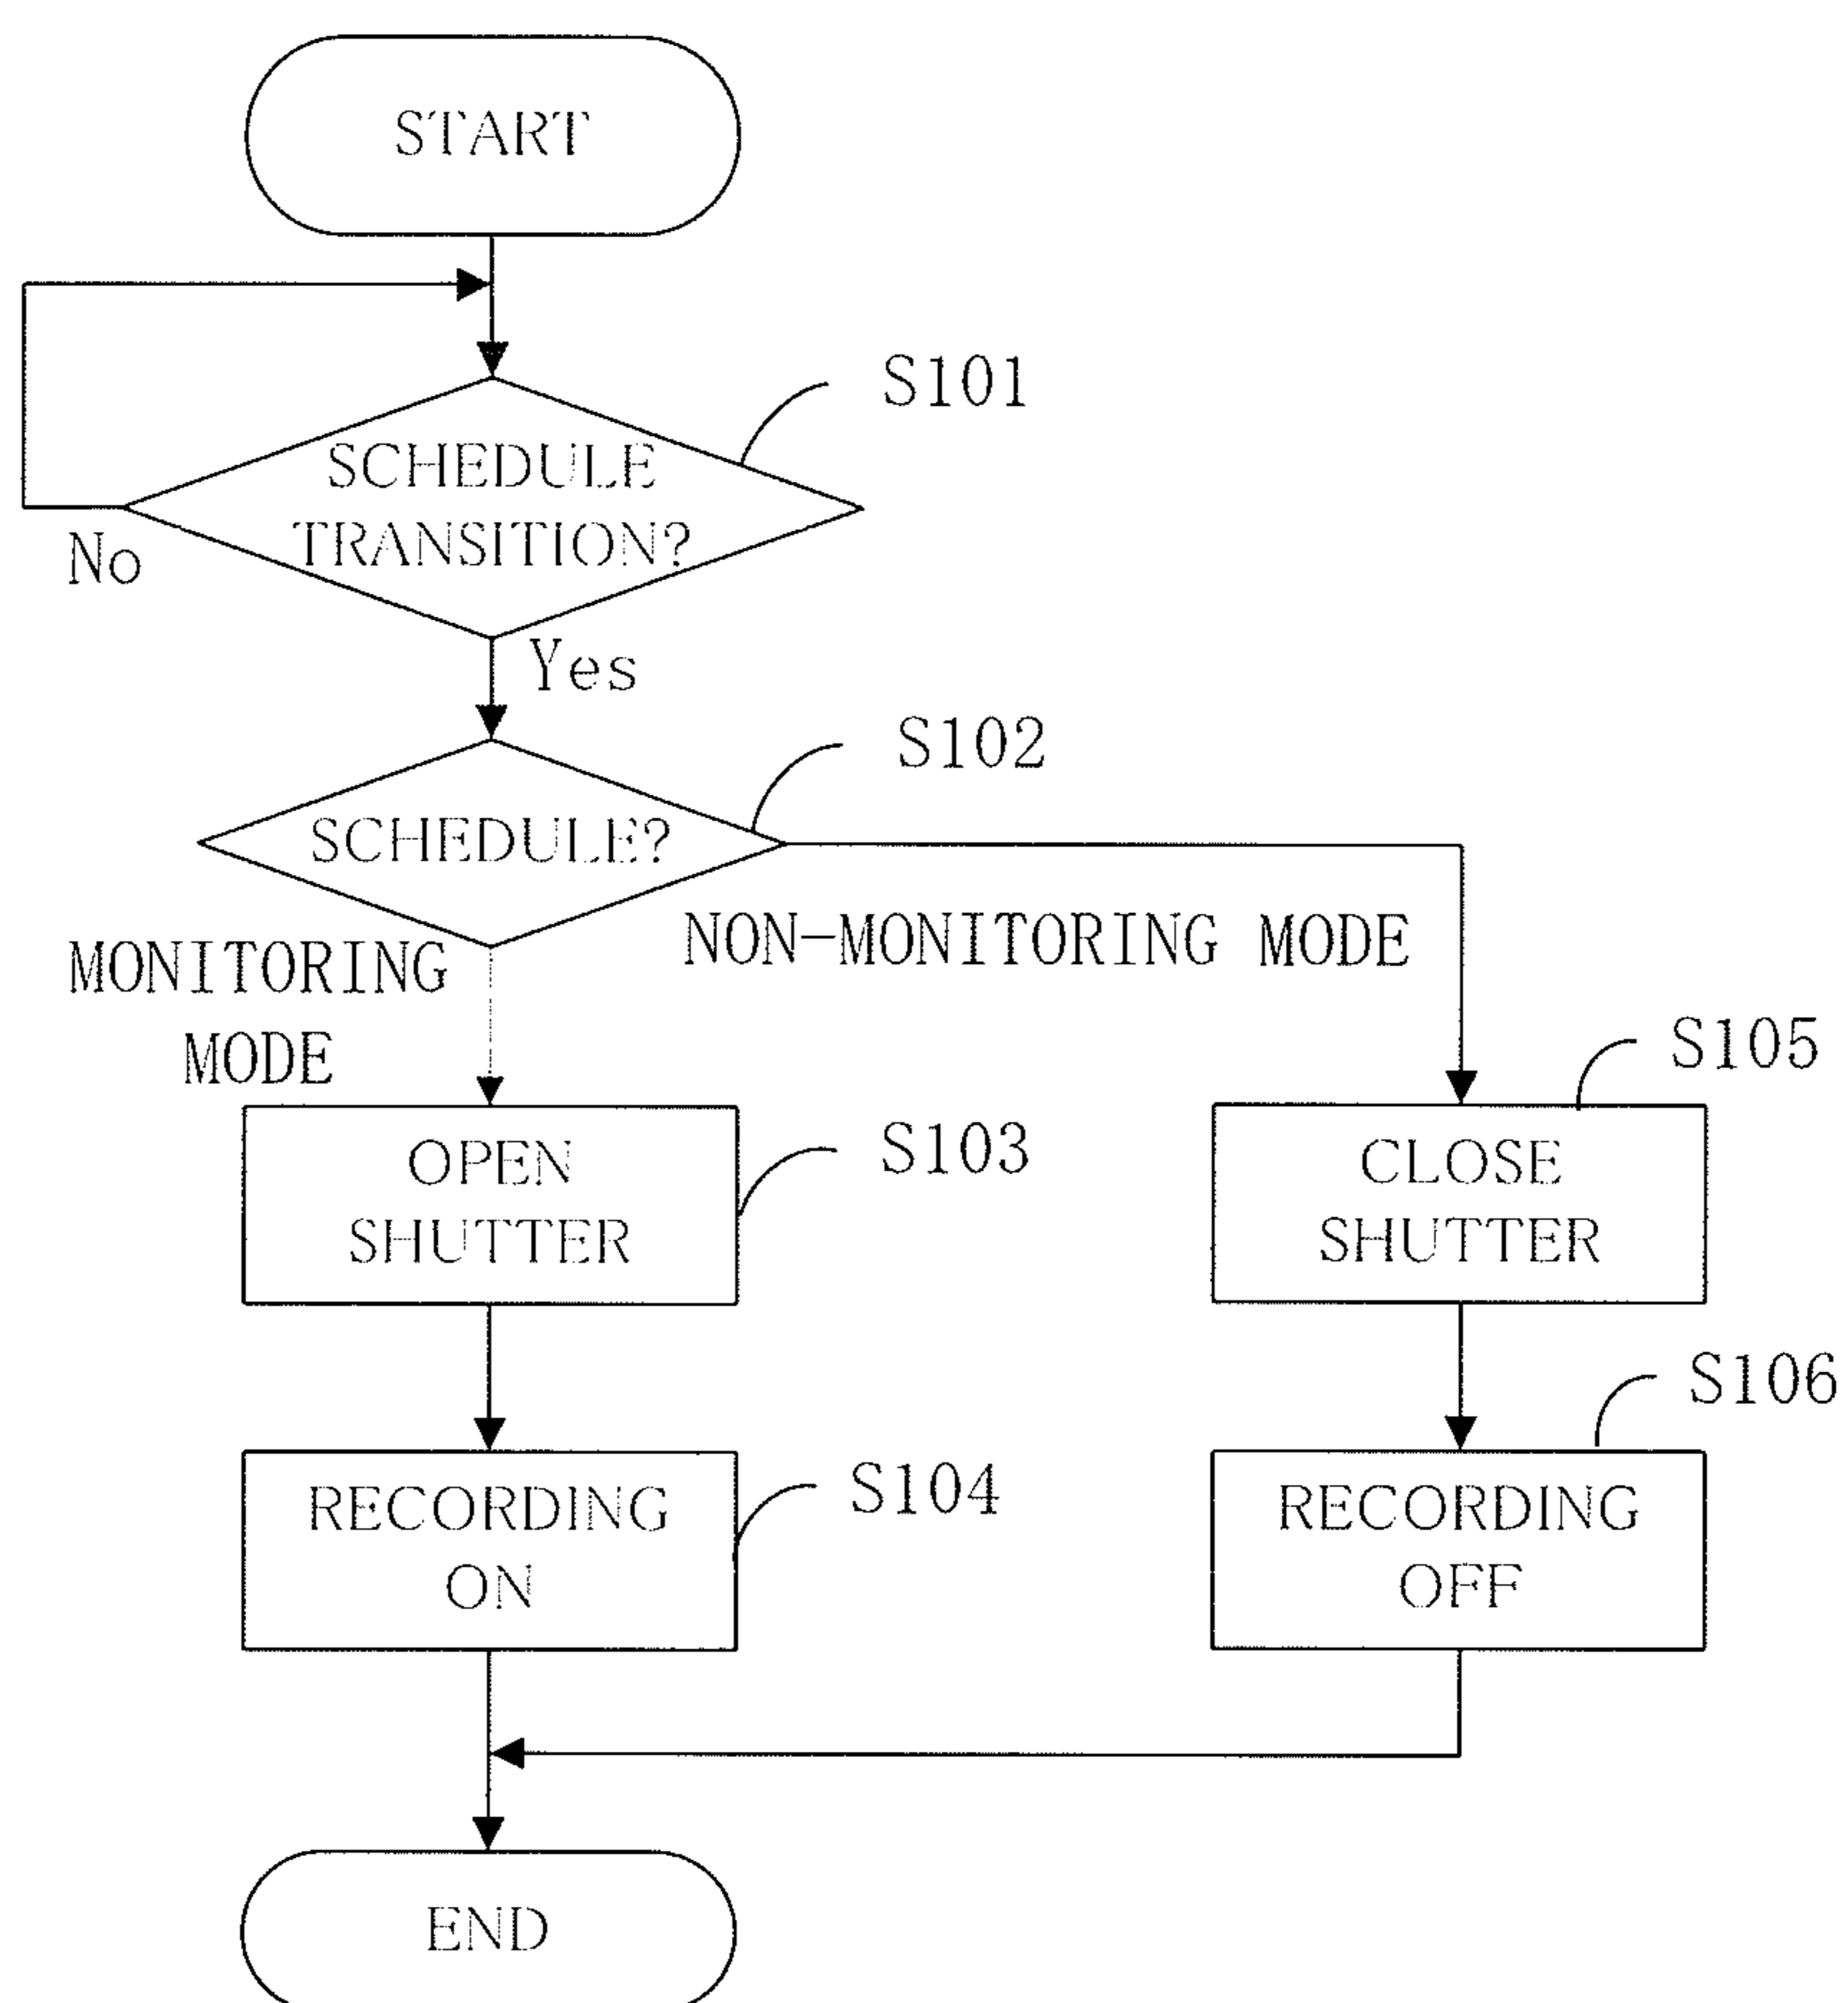 START
S101
SCHEDULE
TRANSITION?
No
Yes
S102
SCHEDULE?
MONITORING
MODE
NON-MONITORING MODE
S103
OPEN
SHUTTER
S105
CLOSE
SHUTTER
S104
RECORDING
ON
S106
RECORDING
OFF
END